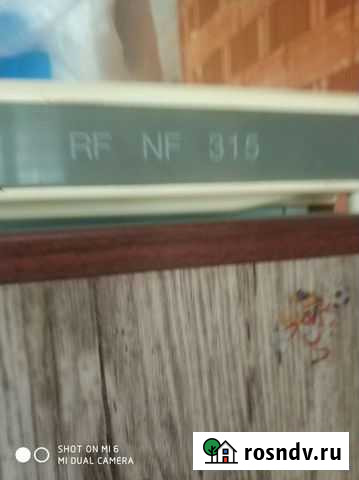 RF NF 315
SHOT ON MI 6
MI DUAL CAMERA
rosndv.ru